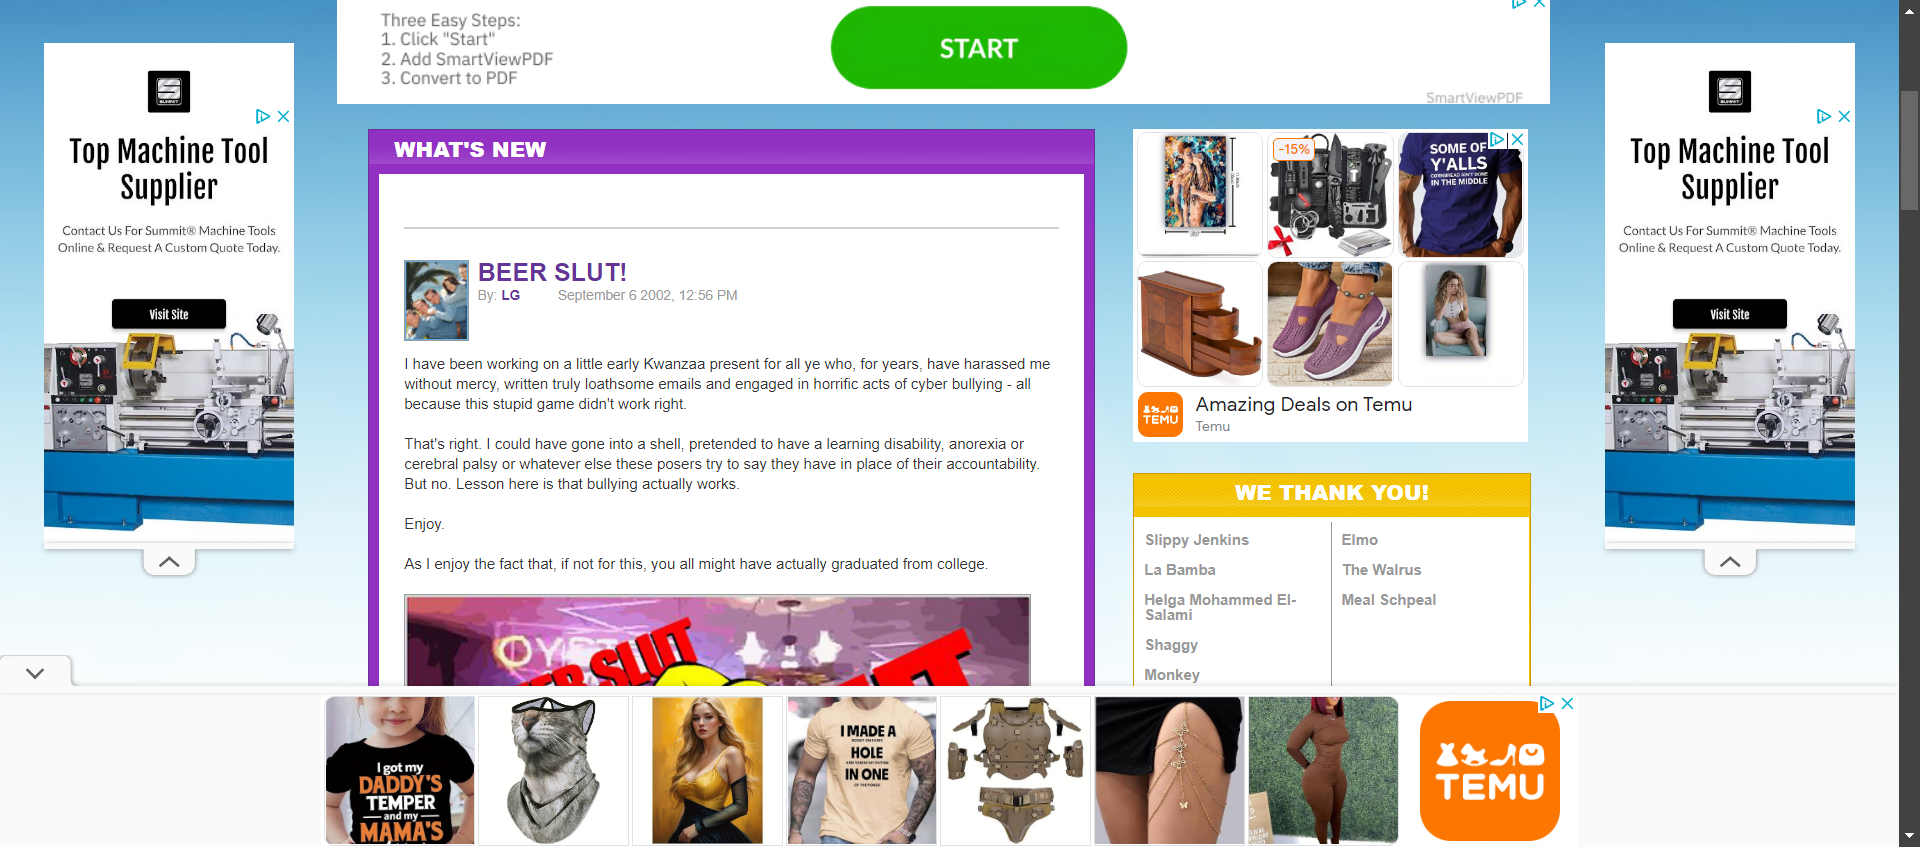 Three Easy Steps:
1. Click "Start"
2. Add SmartViewPDF
3. Convert to PDF
START
SmartViewPDF
SUMMIT
Top Machine Tool
Supplier
Contact Us For Summit® Machine Tools
Online & Request A Custom Quote Today.
Visit Site
WHAT'S NEW
BEER SLUT!
By: LG September 6 2002, 12:56 PM
I have been working on a little early Kwanzaa present for all ye who, for years, have harassed me
without mercy, written truly loathsome emails and engaged in horrific acts of cyber bullying - all
because this stupid game didn't work right.
That's right. I could have gone into a shell, pretended to have a learning disability, anorexia or
cerebral palsy or whatever else these posers try to say they have in place of their accountability.
But no. Lesson here is that bullying actually works.
Enjoy.
As I enjoy the fact that, if not for this, you all might have actually graduated from college.
-15%
SOME OF
Y'ALLS
CORNBREAD AIN'T DONE
IN THE MIDDLE
TEMU
Amazing Deals on Temu
Temu
WE THANK YOU!
Slippy Jenkins
La Bamba
Helga Mohammed El-
Salami
Shaggy
Monkey
Elmo
The Walrus
Meal Schpeal
SUMMIT
Top Machine Tool
Supplier
Contact Us For Summit® Machine Tools
Online & Request A Custom Quote Today.
Visit Site
I got my
DADDY'S
TEMPER
and my
MAMA'S
I MADE A
HOLE
IN ONE
TEMU